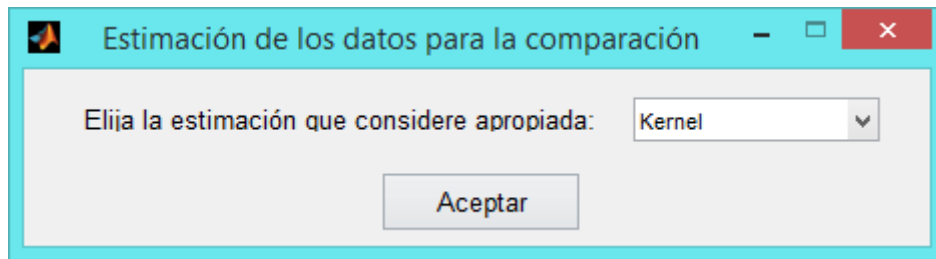 Estimación de los datos para la comparación
Elija la estimación que considere apropiada: Kernel
Aceptar